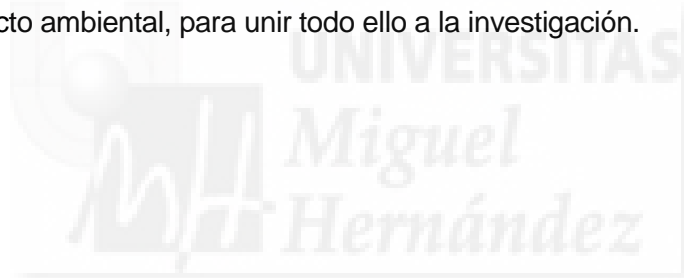 cto ambiental, para unir todo ello a la investigación.
UNIVERSITAS
Miguel
Hernández